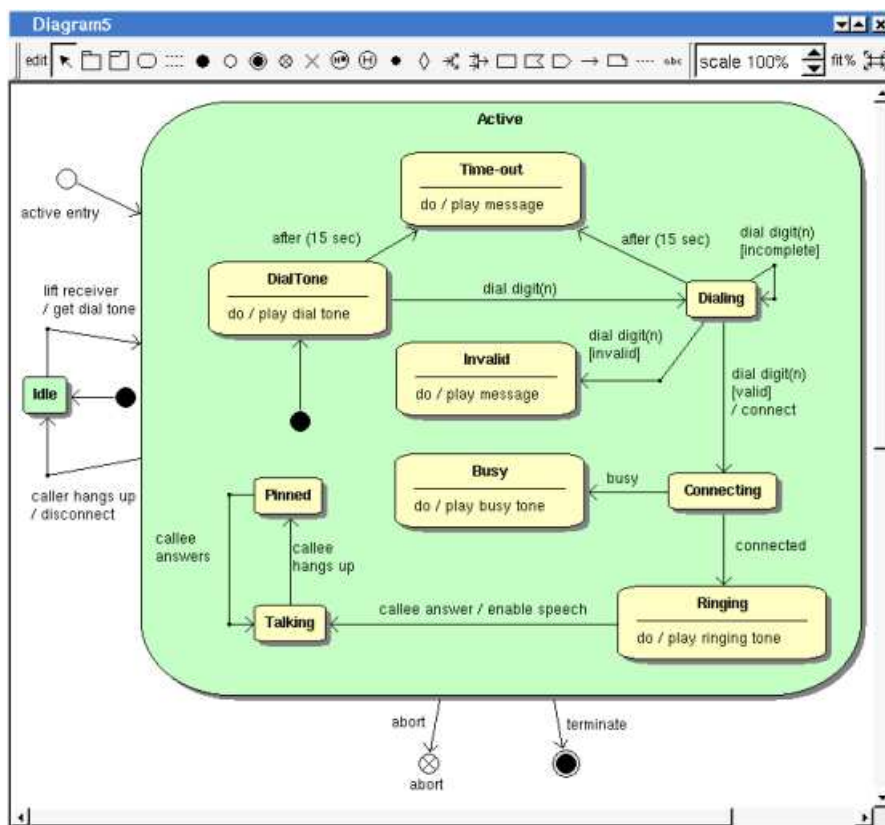 Diagram5
edit
H*
H
abc
scale 100%
fit%
Active
Time-out
do / play message
active entry
after (15 sec)
after (15 sec)
dial digit(n)
[incomplete]
DialTone
do / play dial tone
dial digit(n)
Dialing
lift receiver
/ get dial tone
dial digit(n)
[invalid]
Invalid
do / play message
dial digit(n)
[valid]
/ connect
Idle
Busy
do / play busy tone
busy
Connecting
Pinned
caller hangs up
/ disconnect
callee
answers
callee
hangs up
connected
Ringing
do / play ringing tone
callee answer / enable speech
Talking
abort
terminate
abort